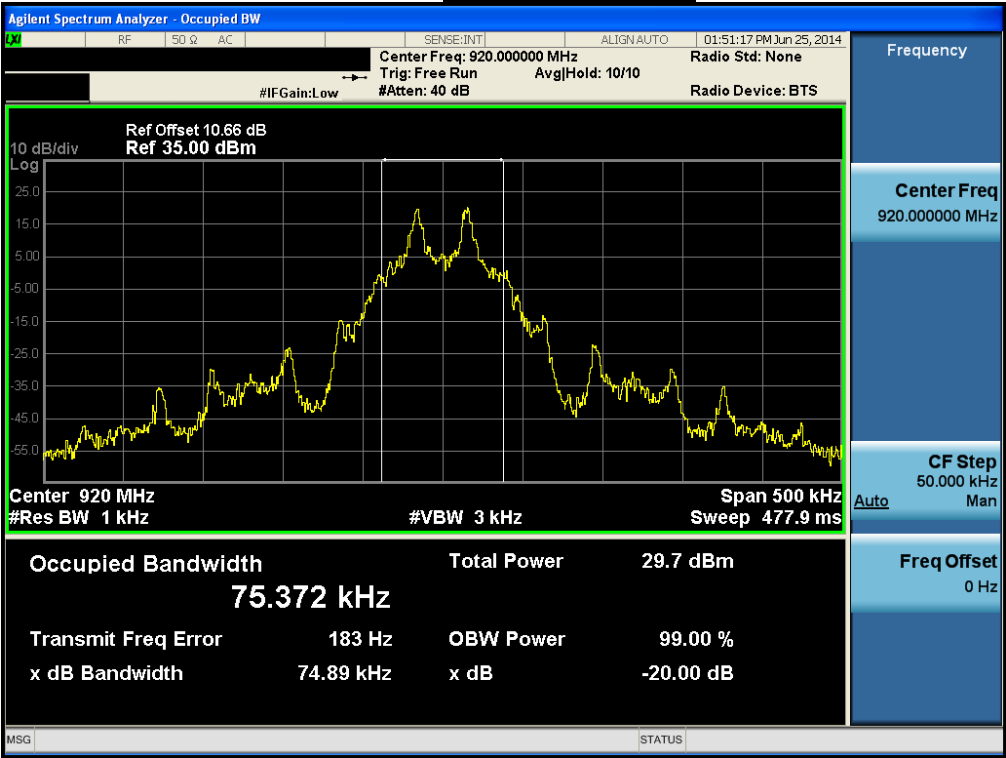 Agilent Spectrum Analyzer - Occupied BW
LXI RF 50 Ω AC SENSE:INT ALIGN AUTO 01:51:17 PM Jun 25, 2014
Center Freq: 920.000000 MHz Radio Std: None
Trig: Free Run Avg|Hold: 10/10
#IFGain:Low #Atten: 40 dB Radio Device: BTS
Ref Offset 10.66 dB
10 dB/div Ref 35.00 dBm
Log
25.0
15.0
5.00
-5.00
-15.0
-25.0
-35.0
-45.0
-55.0
Center 920 MHz Span 500 kHz
#Res BW 1 kHz #VBW 3 kHz Sweep 477.9 ms
Occupied Bandwidth Total Power 29.7 dBm
75.372 kHz
Transmit Freq Error 183 Hz OBW Power 99.00 %
x dB Bandwidth 74.89 kHz x dB -20.00 dB
MSG STATUS
Frequency
Center Freq
920.000000 MHz
CF Step
50.000 kHz
Auto Man
Freq Offset
0 Hz